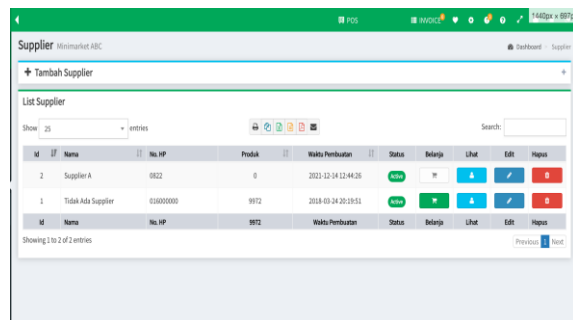 POS INVOICE 1440px × 697p
Supplier Minimarket ABC Dashboard Supplier
+ Tambah Supplier +
List Supplier
Show 25 entries Search:
Id Nama No. HP Produk Waktu Pembuatan Status Belanja Lihat Edit Hapus
2 Supplier A 0822 0 2021-12-14 12:44:26 Active
1 Tidak Ada Supplier 016000000 9972 2018-03-24 20:19:51 Active
Id Nama No. HP 9972 Waktu Pembuatan Status Belanja Lihat Edit Hapus
Showing 1 to 2 of 2 entries Previous 1 Next